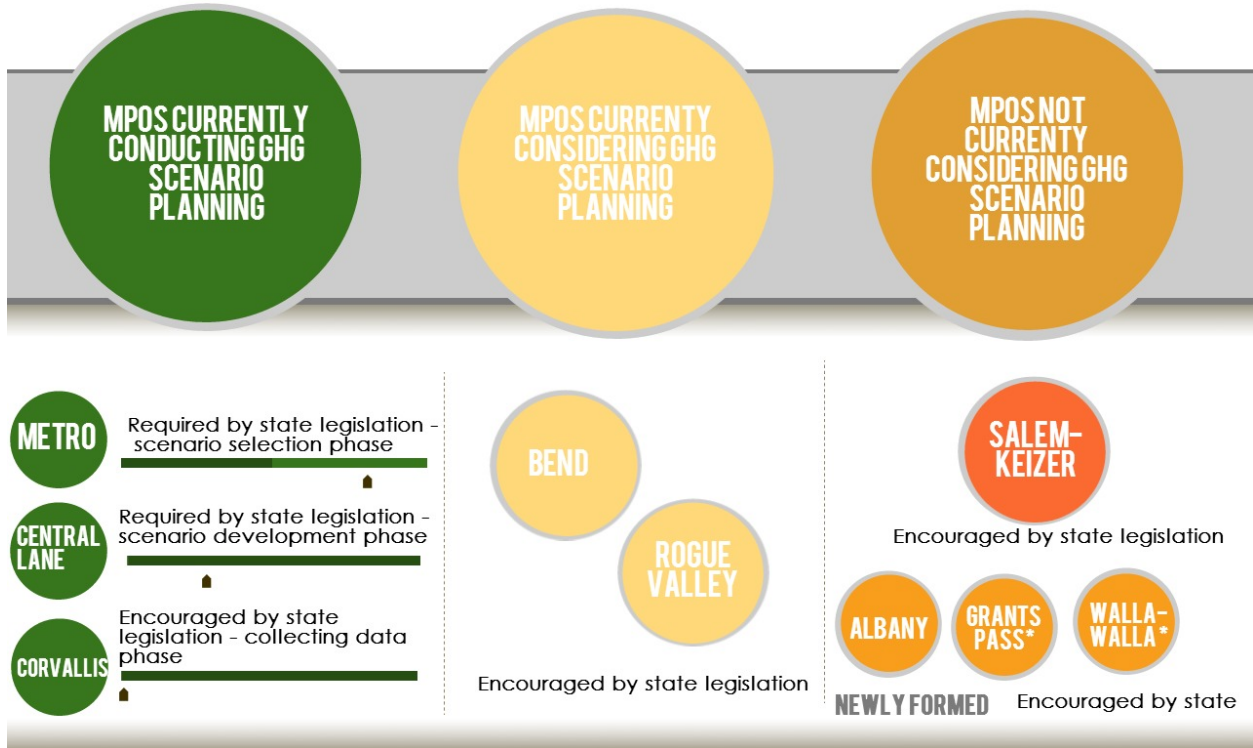 MPOS CURRENTLY
CONDUCTING GHG
SCENARIO
PLANNING
MPOS CURRENTY
CONSIDERING GHG
SCENARIO
PLANNING
MPOS NOT
CURRENTY
CONSIDERING GHG
SCENARIO
PLANNING
METRO
Required by state legislation -
scenario selection phase
CENTRAL
LANE
Required by state legislation -
scenario development phase
CORVALLIS
Encouraged by state
legislation - collecting data
phase
BEND
ROGUE
VALLEY
Encouraged by state legislation
SALEM-
KEIZER
Encouraged by state legislation
ALBANY
GRANTS
PASS*
WALLA-
WALLA*
NEWLY FORMED
Encouraged by state